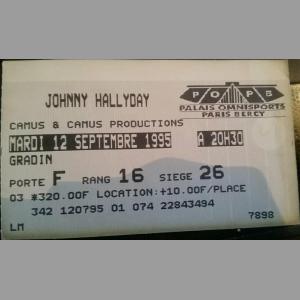 POPB
PALAIS OMNISPORTS
PARIS BERCY
JOHNNY HALLYDAY
CAMUS & CAMUS PRODUCTIONS
MARDI 12 SEPTEMBRE 1995 A 20H30
GRADIN
PORTE F RANG 16 SIEGE 26
03 *320.00F LOCATION:+10.00F/PLACE
342 120795 01 074 22843494
LM 7898